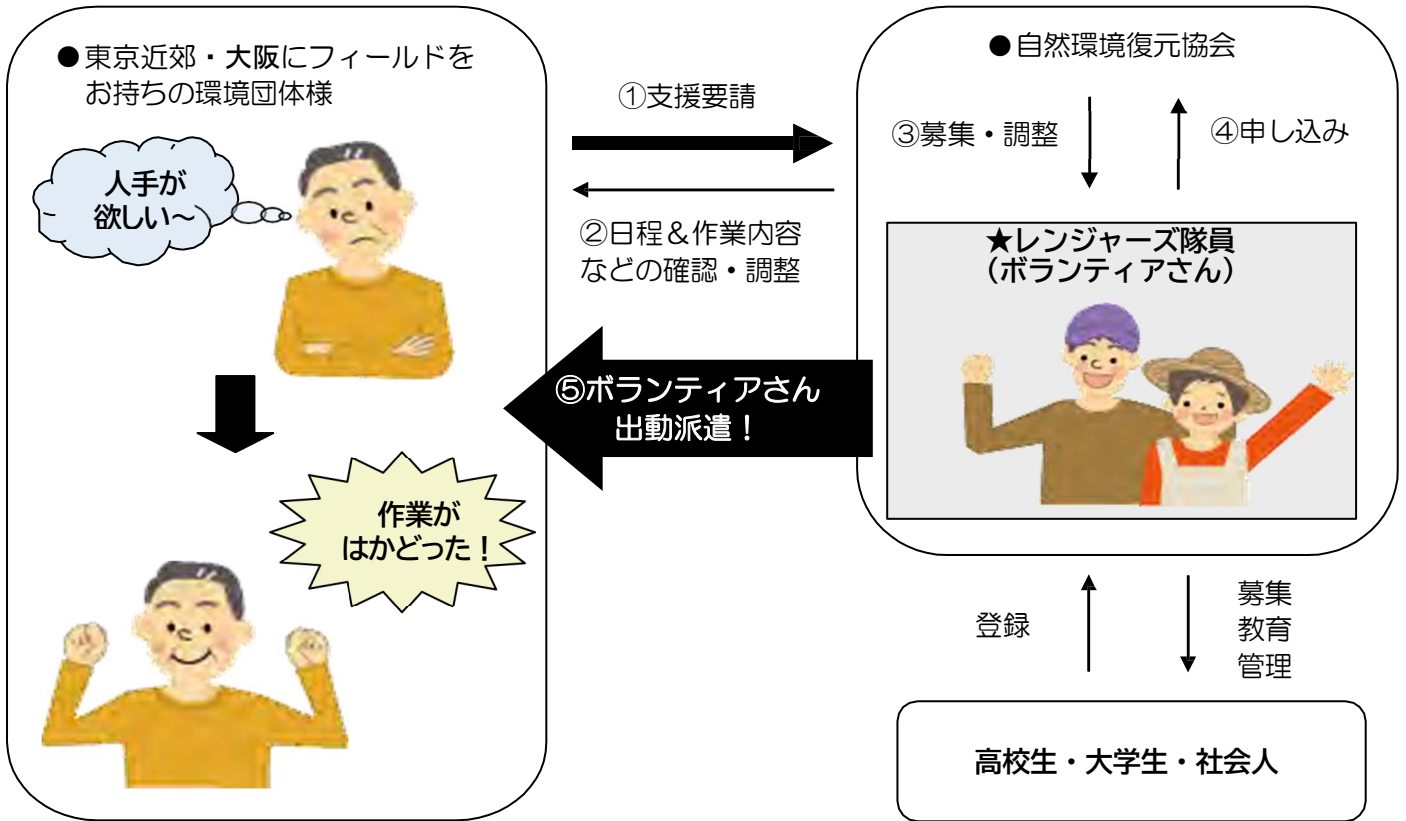 ●東京近郊・大阪にフィールドを
お持ちの環境団体様
人手が
欲しい~
作業が
はかどった！
①支援要請
②日程＆作業内容
などの確認・調整
⑤ボランティアさん
出動派遣！
●自然環境復元協会
③募集・調整
④申し込み
★レンジャーズ隊員
（ボランティアさん）
登録
募集
教育
管理
高校生・大学生・社会人